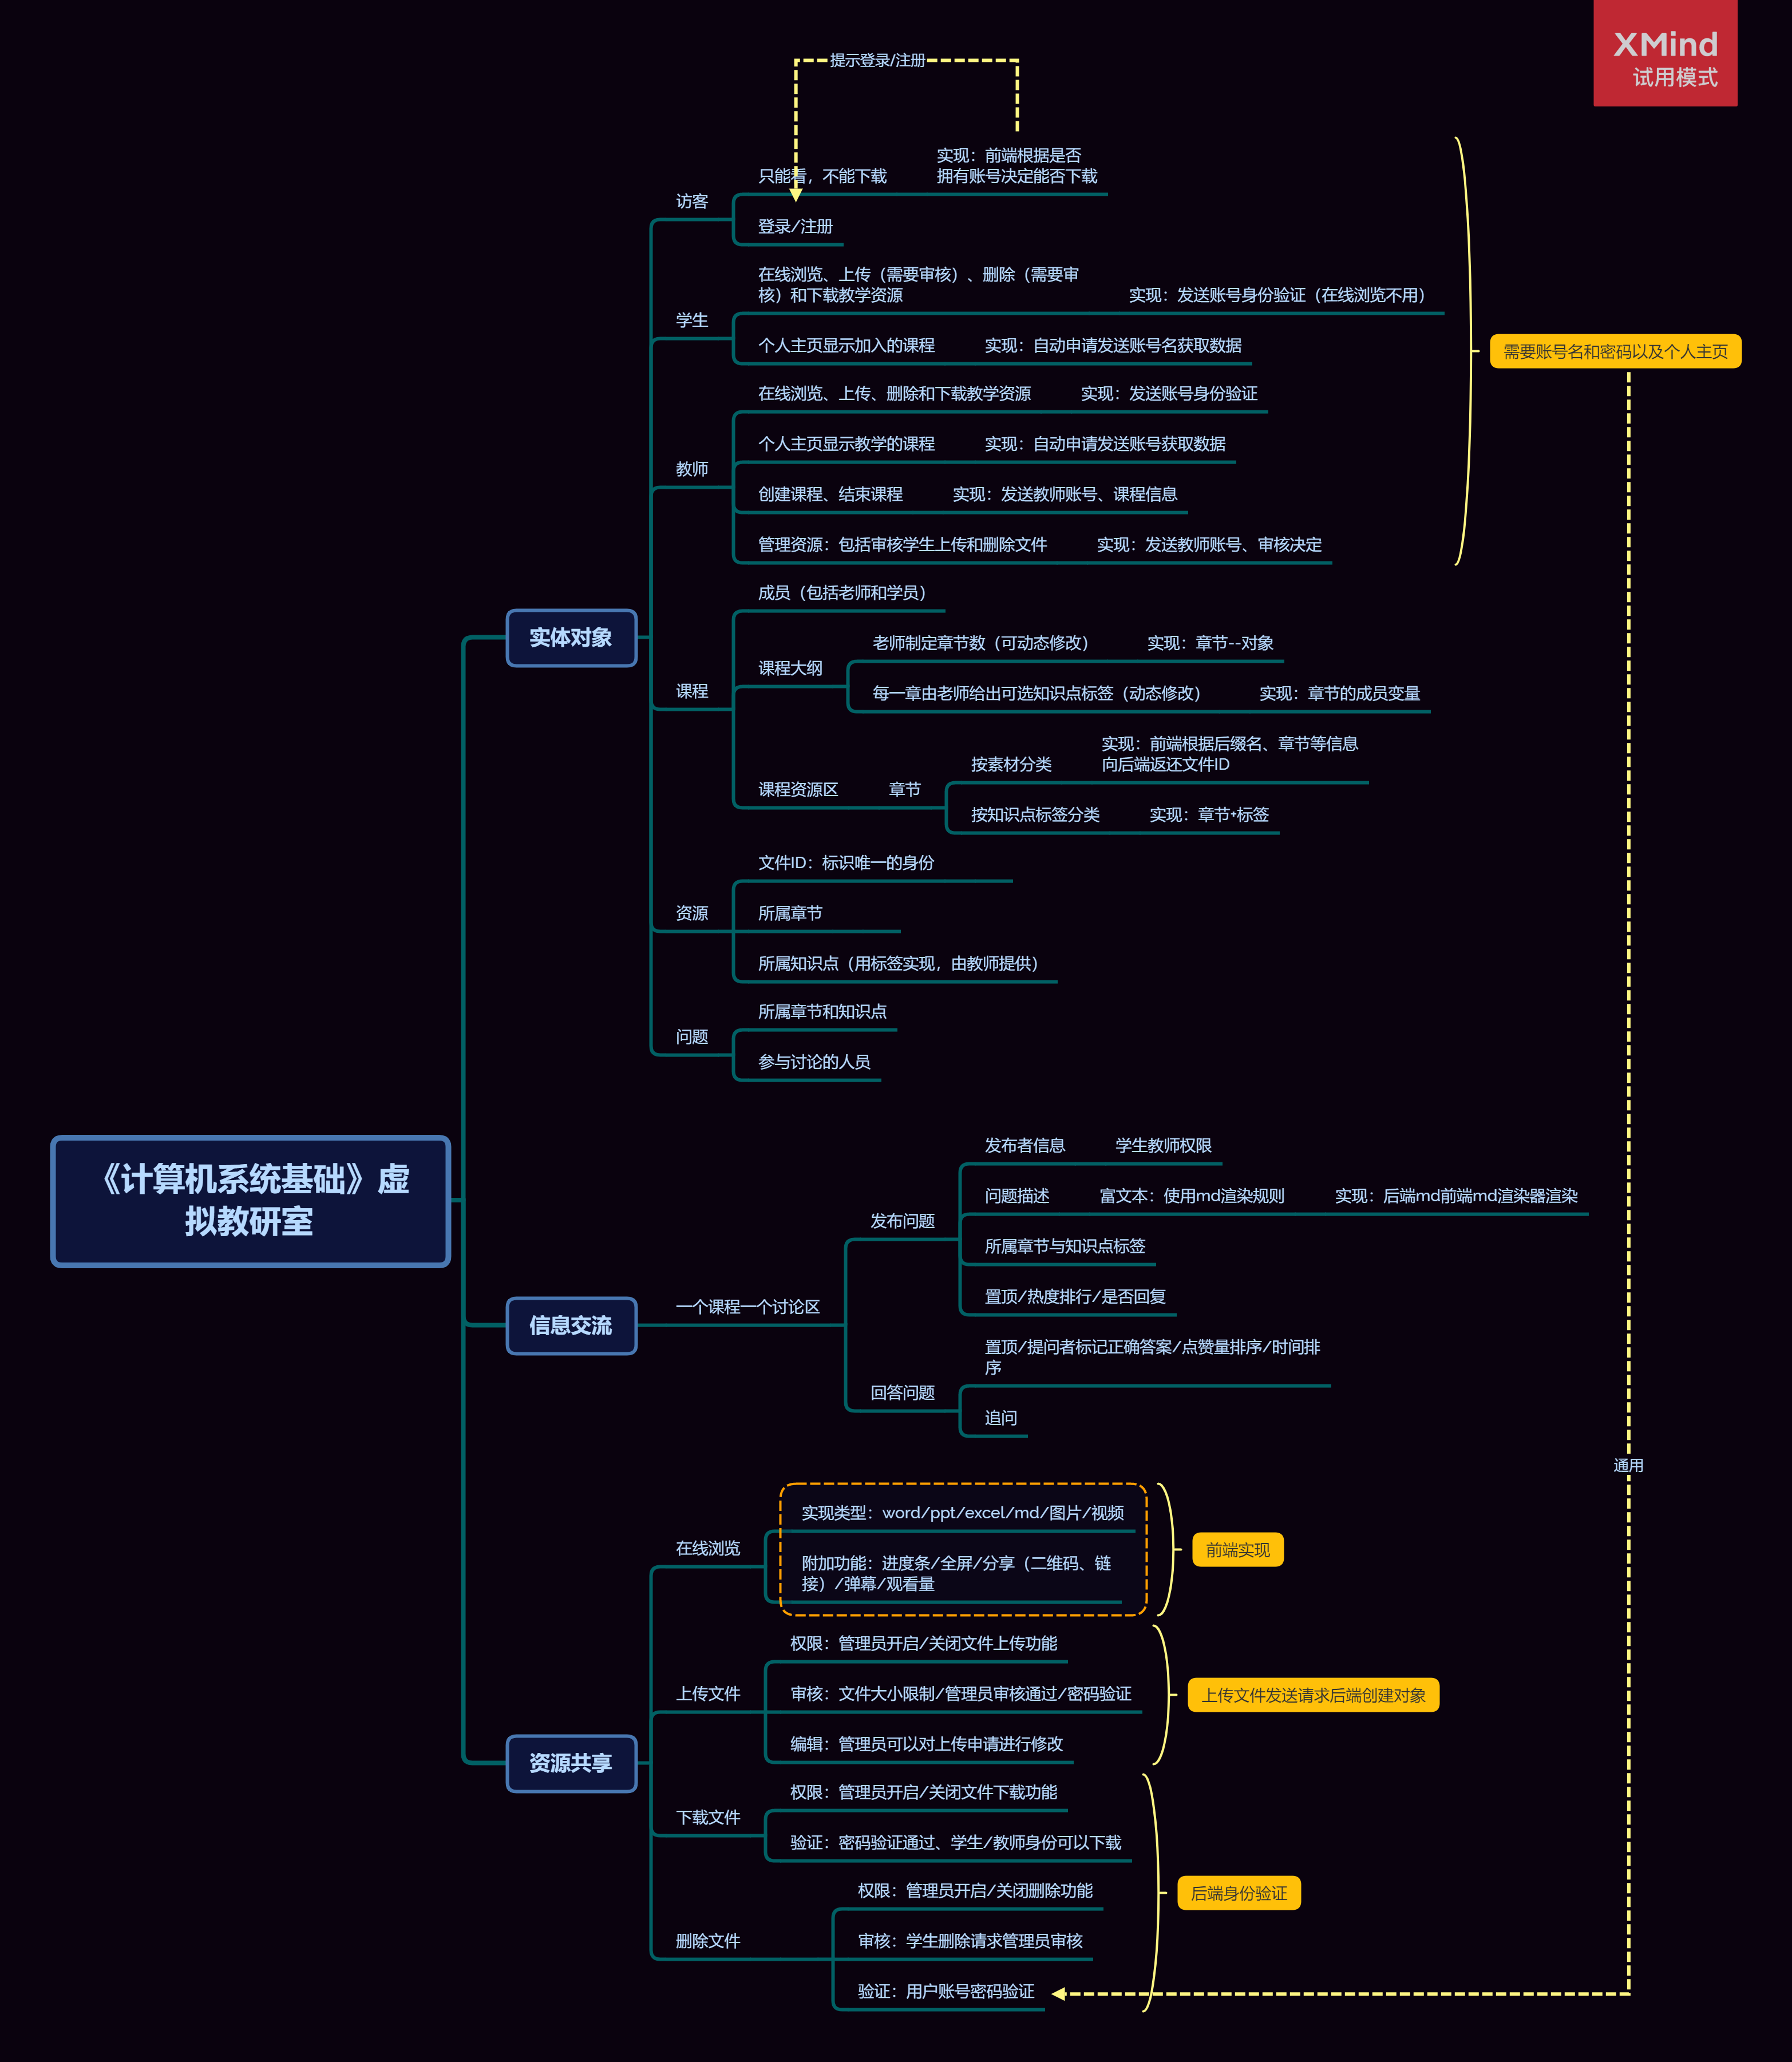 XMind
试用模式
提示登录/注册
实现：前端根据是否
只能看，不能下载
拥有账号决定能否下载
访客
登录/注册
在线浏览、上传（需要审核）、删除（需要审
核）和下载教学资源
实现：发送账号身份验证（在线浏览不用）
学生
个人主页显示加入的课程
实现：自动申请发送账号名获取数据
需要账号名和密码以及个人主页
在线浏览、上传、删除和下载教学资源
实现：发送账号身份验证
个人主页显示教学的课程
实现：自动申请发送账号获取数据
教师
创建课程、结束课程
实现：发送教师账号、课程信息
管理资源：包括审核学生上传和删除文件
实现：发送教师账号、审核决定
实体对象
成员（包括老师和学员）
老师制定章节数（可动态修改）
实现：章节--对象
课程大纲
课程
每一章由老师给出可选知识点标签（动态修改）
实现：章节的成员变量
实现：前端根据后缀名、章节等信息
按素材分类
向后端返还文件ID
课程资源区
章节
按知识点标签分类
实现：章节+标签
文件ID：标识唯一的身份
资源
所属章节
所属知识点（用标签实现，由教师提供）
所属章节和知识点
问题
参与讨论的人员
《计算机系统基础》虚
拟教研室
发布者信息
学生教师权限
问题描述
富文本：使用md渲染规则
实现：后端md前端md渲染器渲染
发布问题
所属章节与知识点标签
置顶/热度排行/是否回复
信息交流
一个课程一个讨论区
置顶/提问者标记正确答案/点赞量排序/时间排
序
回答问题
追问
通用
实现类型：word/ppt/excel/md/图片/视频
在线浏览
前端实现
附加功能：进度条/全屏/分享（二维码、链
接）/弹幕/观看量
权限：管理员开启/关闭文件上传功能
上传文件
审核：文件大小限制/管理员审核通过/密码验证
上传文件发送请求后端创建对象
编辑：管理员可以对上传申请进行修改
资源共享
权限：管理员开启/关闭文件下载功能
下载文件
验证：密码验证通过、学生/教师身份可以下载
权限：管理员开启/关闭删除功能
后端身份验证
删除文件
审核：学生删除请求管理员审核
验证：用户账号密码验证